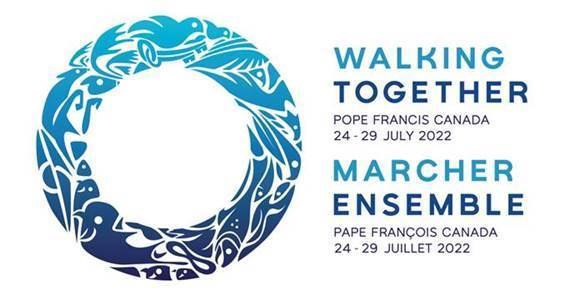 WALKING
TOGETHER
POPE FRANCIS CANADA
24 - 29 JULY 2022
MARCHER
ENSEMBLE
PAPE FRANÇOIS CANADA
24 - 29 JUILLET 2022